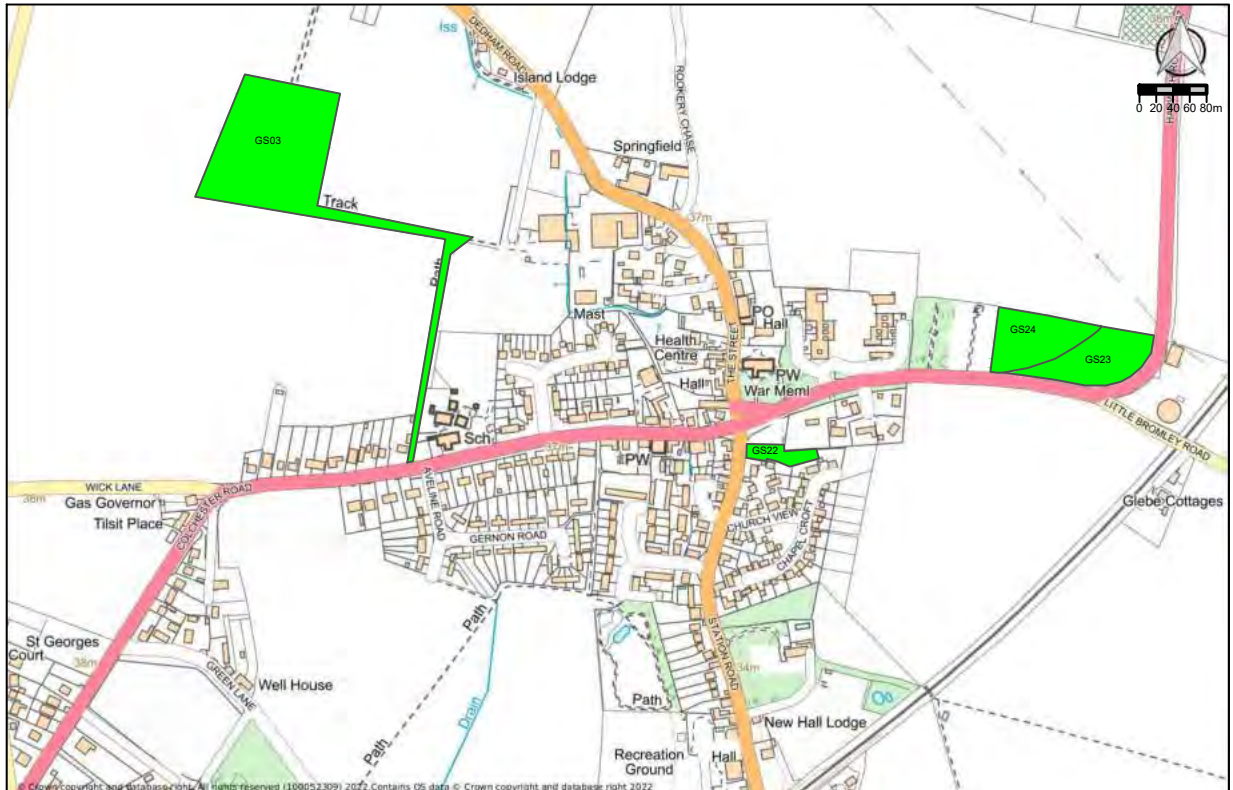 Iss
DEDHAM ROAD
Island Lodge
ROOKERY CHASE
38m
0 20 40 60 80m
GS03
Springfield
Track
37m
Path
Mast
PO
Hall
Health
Centre
THE STREET
Hall
PW
War Meml
GS24
GS23
LITTLE BROMLEY ROAD
Sch
37m
PW
GS22
WICK LANE
38m
Gas Governor
Tilsit Place
COLCHESTER ROAD
AVELINE ROAD
GERNON ROAD
CHURCH VIEW
CHAPEL CROFT
Glebe Cottages
Path
St Georges
Court
38m
GREEN LANE
Well House
Drain
Path
Path
STATION ROAD
34m
New Hall Lodge
Recreation
Ground
Hall
© Crown copyright and database right. All rights reserved (100052309) 2022 Contains OS data © Crown copyright and database right 2022